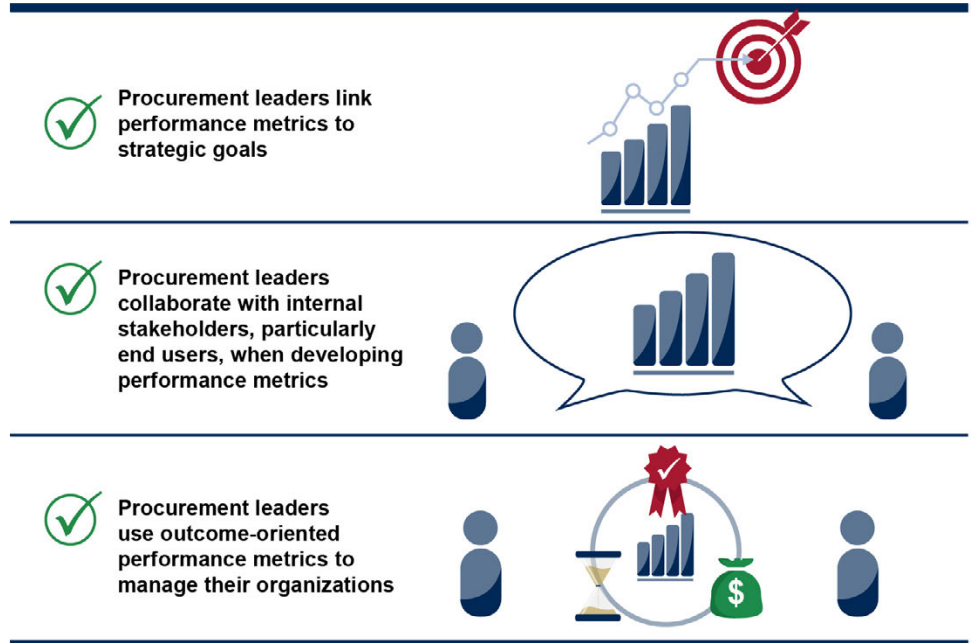 Procurement leaders link
performance metrics to
strategic goals
Procurement leaders
collaborate with internal
stakeholders, particularly
end users, when developing
performance metrics
Procurement leaders
use outcome-oriented
performance metrics to
manage their organizations
$